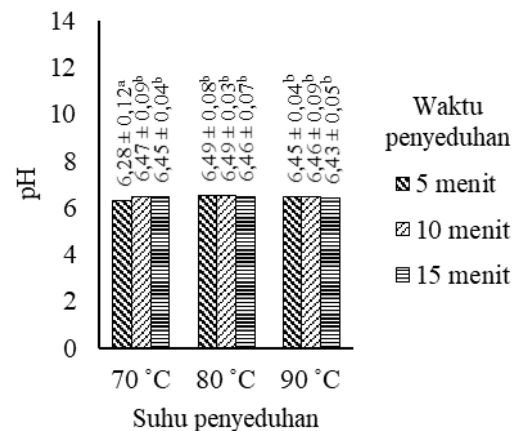 14
12
10
8
6
4
2
0
pH
6,28 ± 0,12ᵃ
6,47 ± 0,09ᵇ
6,45 ± 0,04ᵇ
6,49 ± 0,08ᵇ
6,49 ± 0,03ᵇ
6,46 ± 0,07ᵇ
6,45 ± 0,04ᵇ
6,46 ± 0,09ᵇ
6,43 ± 0,05ᵇ
70 ˚C
80 ˚C
90 ˚C
Suhu penyeduhan
Waktu
penyeduhan
5 menit
10 menit
15 menit